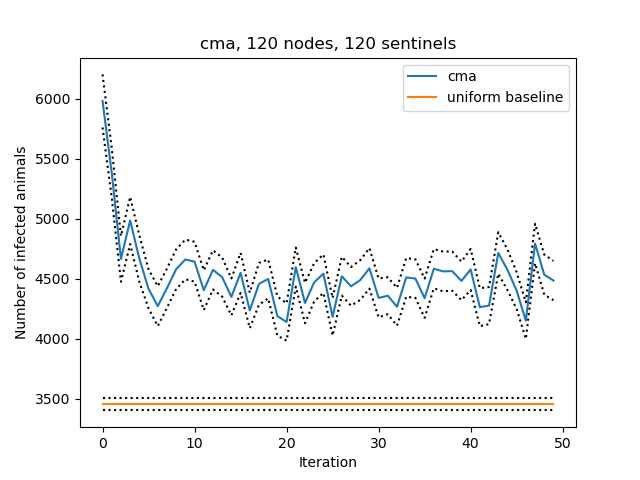 cma, 120 nodes, 120 sentinels
cma
uniform baseline
Number of infected animals
6000
5500
5000
4500
4000
3500
0 10 20 30 40 50
Iteration